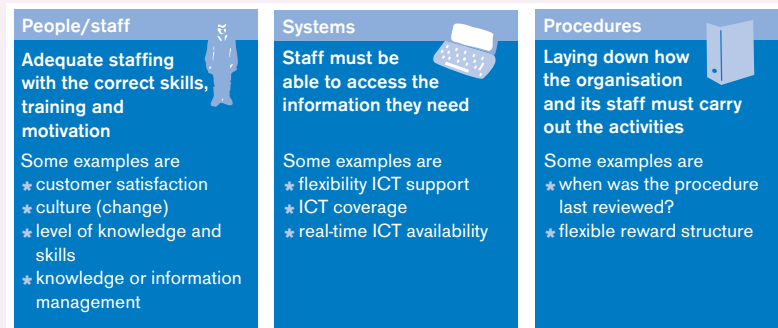 People/staff
Adequate staffing
with the correct skills,
training and
motivation
Some examples are
* customer satisfaction
* culture (change)
* level of knowledge and
skills
* knowledge or information
management
Systems
Staff must be
able to access the
information they need
Some examples are
* flexibility ICT support
* ICT coverage
* real-time ICT availability
Procedures
Laying down how
the organisation
and its staff must carry
out the activities
Some examples are
* when was the procedure
last reviewed?
* flexible reward structure